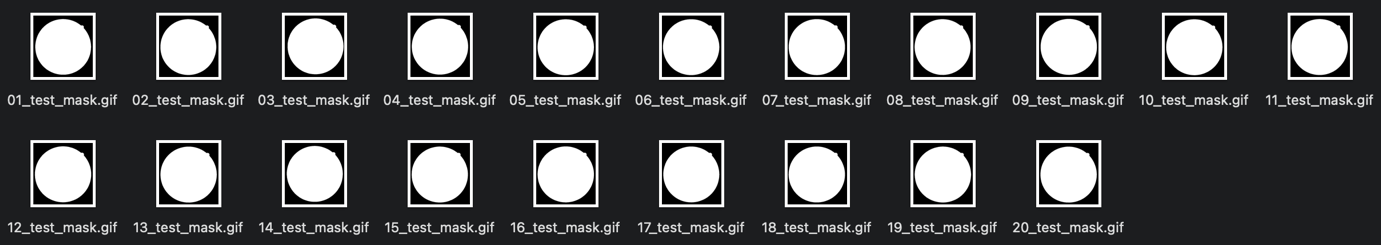 01_test_mask.gif 02_test_mask.gif 03_test_mask.gif 04_test_mask.gif 05_test_mask.gif 06_test_mask.gif 07_test_mask.gif 08_test_mask.gif 09_test_mask.gif 10_test_mask.gif 11_test_mask.gif
12_test_mask.gif 13_test_mask.gif 14_test_mask.gif 15_test_mask.gif 16_test_mask.gif 17_test_mask.gif 18_test_mask.gif 19_test_mask.gif 20_test_mask.gif